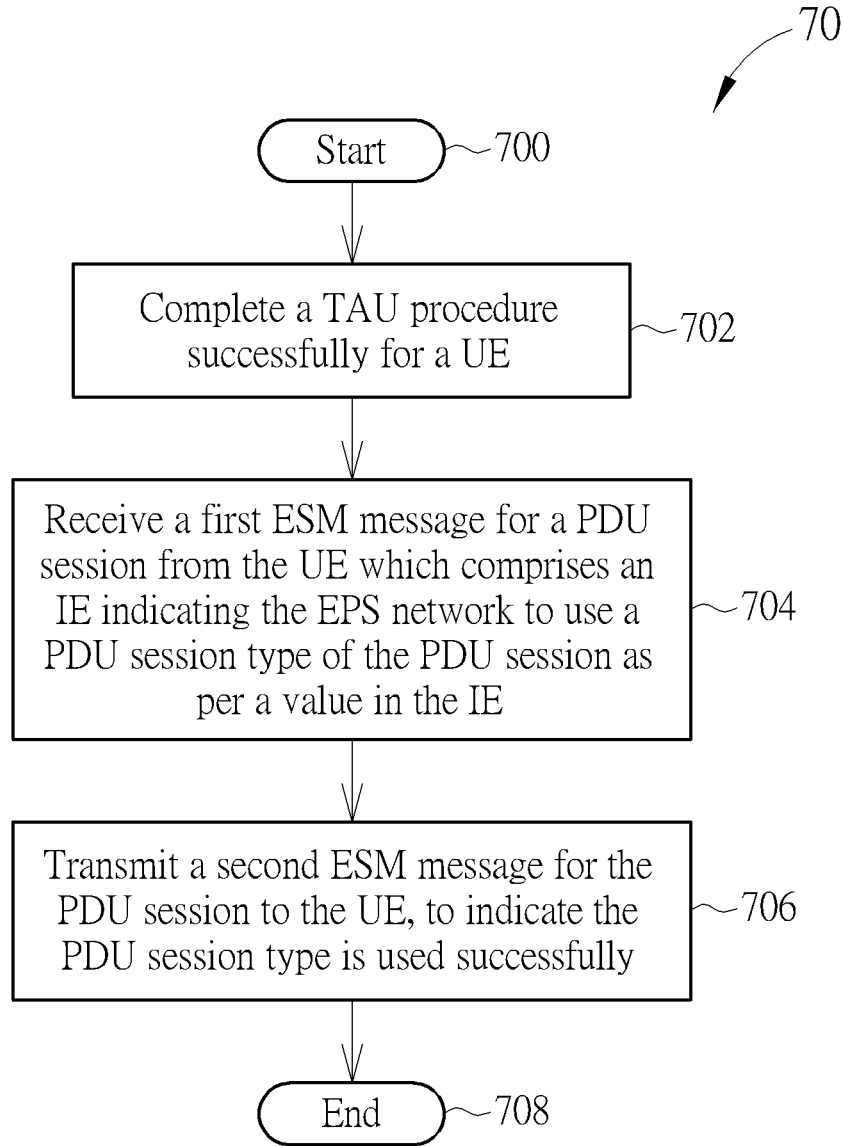 70
Start
700
Complete a TAU procedure
successfully for a UE
702
Receive a first ESM message for a PDU
session from the UE which comprises an
IE indicating the EPS network to use a
PDU session type of the PDU session as
per a value in the IE
704
Transmit a second ESM message for the
PDU session to the UE, to indicate the
PDU session type is used successfully
706
End
708